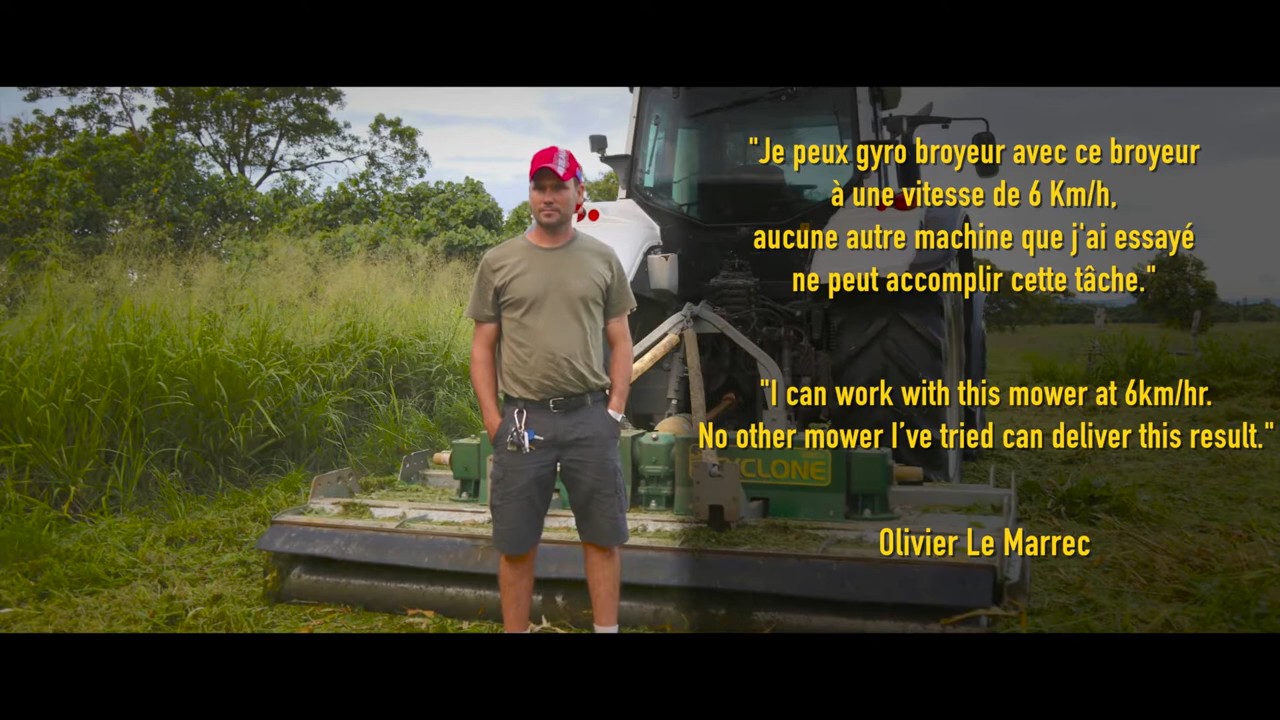 "Je peux gyro broyeur avec ce broyeur
à une vitesse de 6 Km/h,
aucune autre machine que j'ai essayé
ne peut accomplir cette tâche."
"I can work with this mower at 6km/hr.
No other mower I’ve tried can deliver this result."
CYCLONE
Olivier Le Marrec